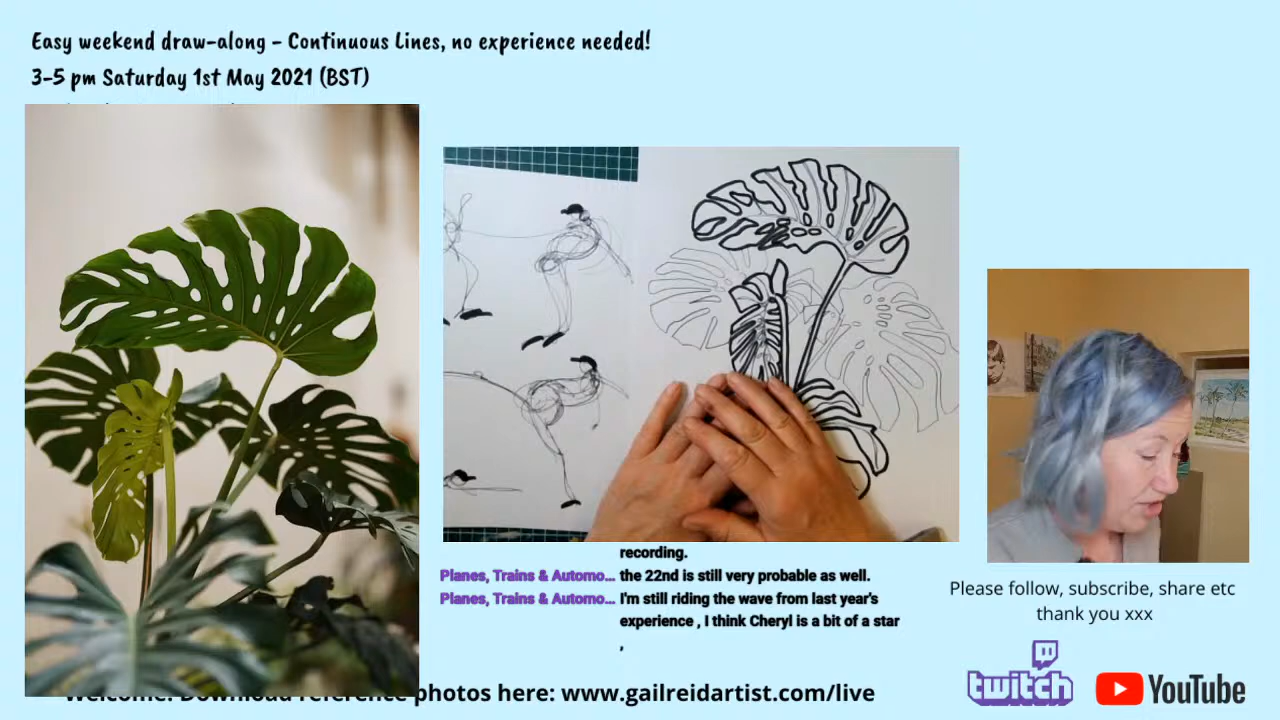 Easy weekend draw-along - Continuous Lines, no experience needed!
3-5 pm Saturday 1st May 2021 (BST)
recording.
Planes, Trains & Automo... the 22nd is still very probable as well.
Planes, Trains & Automo... I'm still riding the wave from last year's
experience , I think Cheryl is a bit of a star
,
Please follow, subscribe, share etc
thank you xxx
twitch
YouTube
Welcome! Download reference photos here: www.gailreidartist.com/live